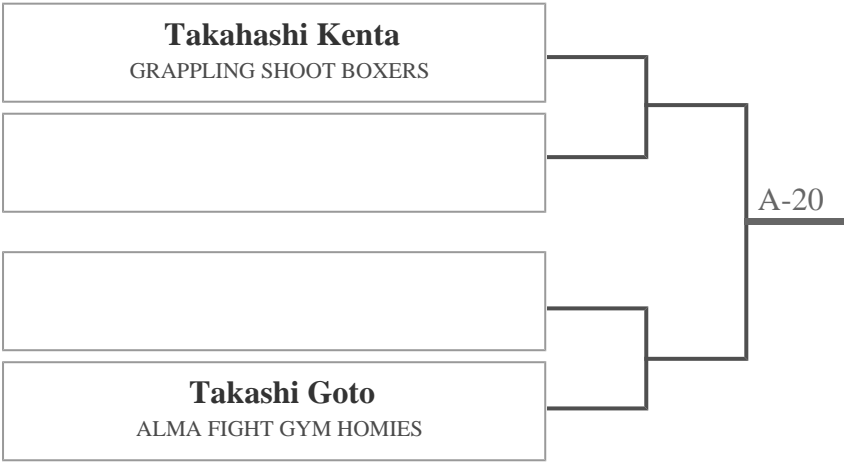 Takahashi Kenta
GRAPPLING SHOOT BOXERS
A-20
Takashi Goto
ALMA FIGHT GYM HOMIES